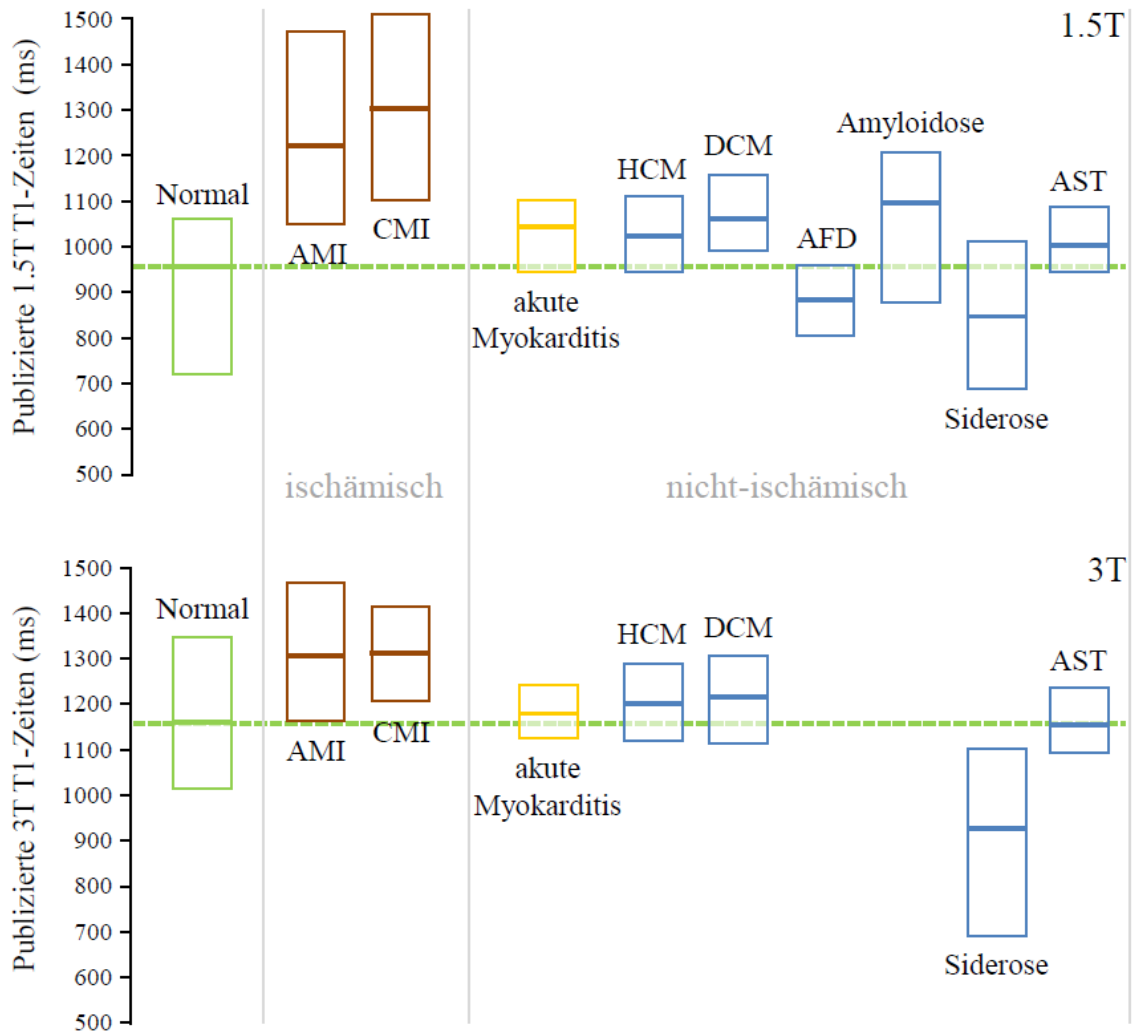 1.5T
Publizierte 1.5T T1-Zeiten (ms)
1500
1400
1300
1200
1100
1000
900
800
700
600
500
Normal
AMI
CMI
akute
Myokarditis
HCM
DCM
AFD
Amyloidose
Siderose
AST
ischämisch
nicht-ischämisch
3T
Publizierte 3T T1-Zeiten (ms)
1500
1400
1300
1200
1100
1000
900
800
700
600
500
Normal
AMI
CMI
akute
Myokarditis
HCM
DCM
Siderose
AST